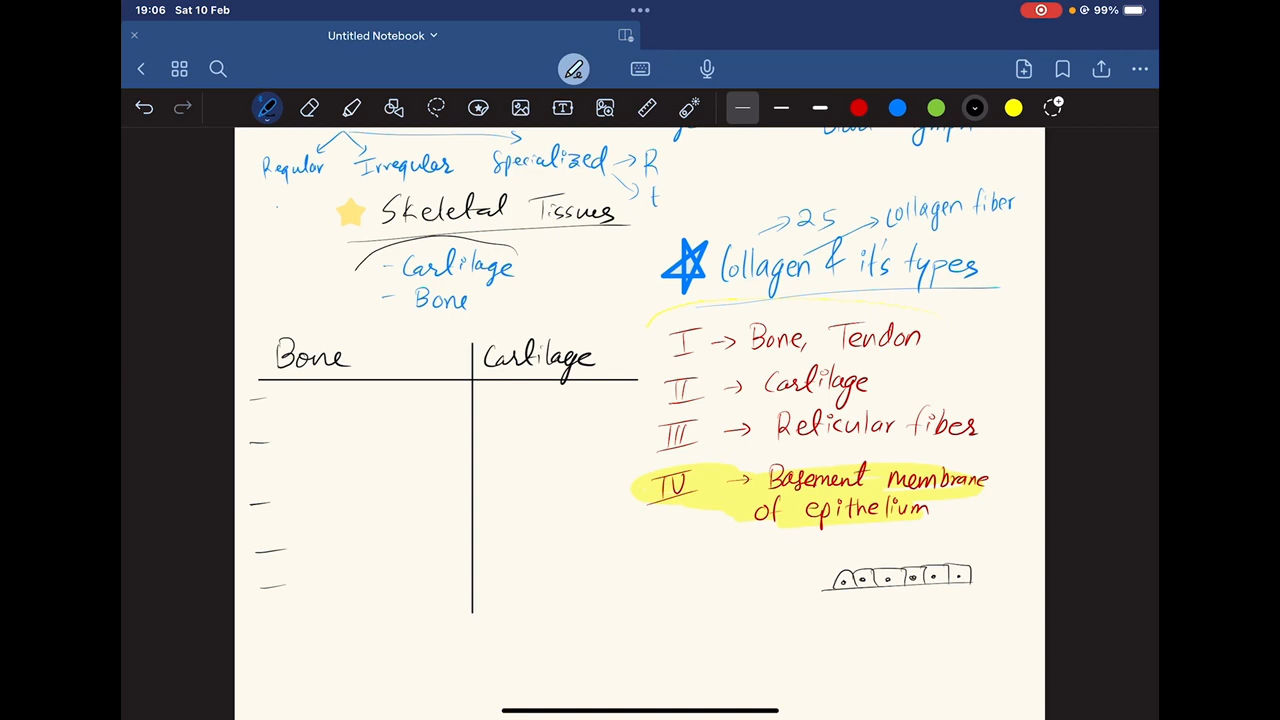 19:06 Sat 10 Feb
99%
Untitled Notebook
Regular Irregular Specialized → R
t
Skeletal Tissues
- Cartilage
- Bone
→ 25 → collagen fiber
Collagen & it's types
I → Bone, Tendon
II → Cartilage
III → Reticular fiber
IV → Basement membrane
of epithelium
Bone Cartilage